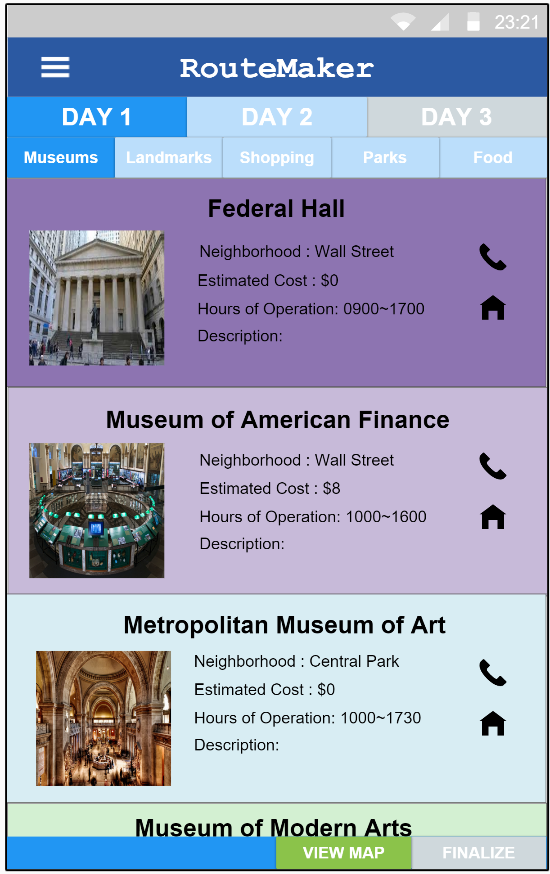 23:21
RouteMaker
DAY 1 DAY 2 DAY 3
Museums Landmarks Shopping Parks Food
Federal Hall
Neighborhood : Wall Street
Estimated Cost : $0
Hours of Operation: 0900~1700
Description:
Museum of American Finance
Neighborhood : Wall Street
Estimated Cost : $8
Hours of Operation: 1000~1600
Description:
Metropolitan Museum of Art
Neighborhood : Central Park
Estimated Cost : $0
Hours of Operation: 1000~1730
Description:
Museum of Modern Arts
VIEW MAP FINALIZE